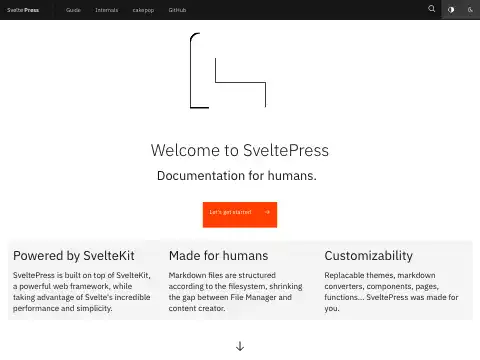 SveltePress Guide Internals cakepop GitHub
Welcome to SveltePress
Documentation for humans.
Let's get started
Powered by SvelteKit
SveltePress is built on top of SvelteKit,
a powerful web framework, while
taking advantage of Svelte's incredible
performance and simplicity.
Made for humans
Markdown files are structured
according to the filesystem, shrinking
the gap between File Manager and
content creator.
Customizability
Replacable themes, markdown
converters, components, pages,
functions... SveltePress was made for
you.